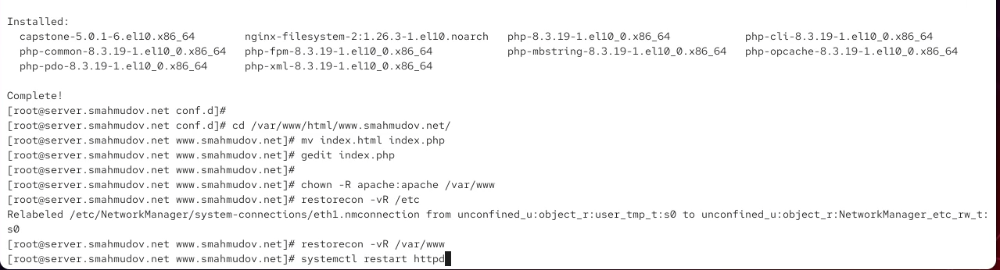 Installed:
capstone-5.0.1-6.el10.x86_64 nginx-filesystem-2:1.26.3-1.el10.noarch php-8.3.19-1.el10_0.x86_64 php-cli-8.3.19-1.el10_0.x86_64
php-common-8.3.19-1.el10_0.x86_64 php-fpm-8.3.19-1.el10_0.x86_64 php-mbstring-8.3.19-1.el10_0.x86_64 php-opcache-8.3.19-1.el10_0.x86_64
php-pdo-8.3.19-1.el10_0.x86_64 php-xml-8.3.19-1.el10_0.x86_64
Complete!
[root@server.smahmudov.net conf.d]#
[root@server.smahmudov.net conf.d]# cd /var/www/html/www.smahmudov.net/
[root@server.smahmudov.net www.smahmudov.net]# mv index.html index.php
[root@server.smahmudov.net www.smahmudov.net]# gedit index.php
[root@server.smahmudov.net www.smahmudov.net]#
[root@server.smahmudov.net www.smahmudov.net]# chown -R apache:apache /var/www
[root@server.smahmudov.net www.smahmudov.net]# restorecon -vR /etc
Relabeled /etc/NetworkManager/system-connections/eth1.nmconnection from unconfined_u:object_r:user_tmp_t:s0 to unconfined_u:object_r:NetworkManager_etc_rw_t:
s0
[root@server.smahmudov.net www.smahmudov.net]# restorecon -vR /var/www
[root@server.smahmudov.net www.smahmudov.net]# systemctl restart httpd